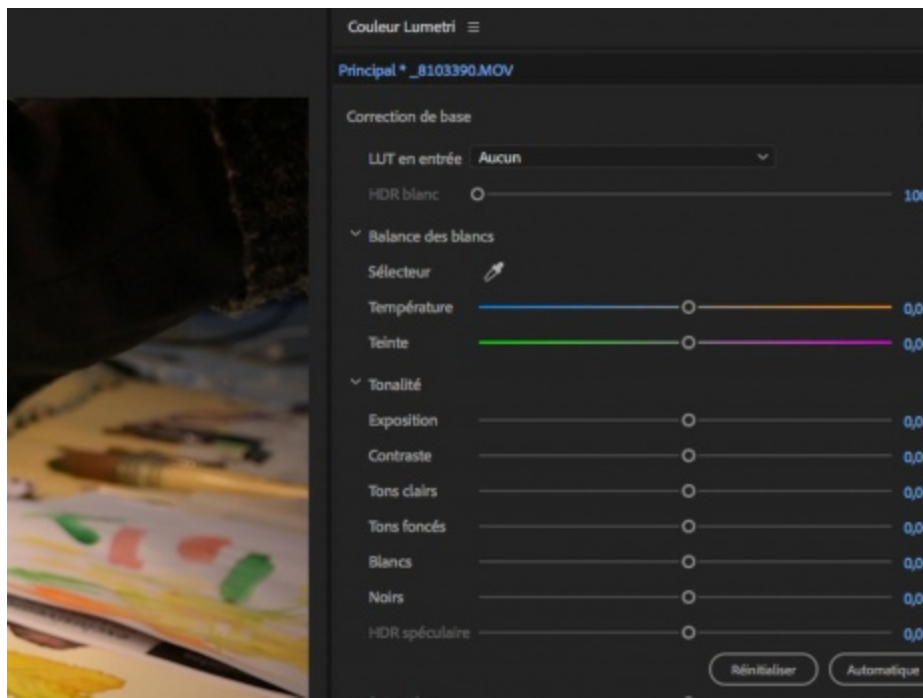 Couleur Lumetri
Principal * _8103390.MOV
Correction de base
LUT en entrée Aucun
HDR blanc 100
Balance des blancs
Sélecteur
Température 0,0
Teinte 0,0
Tonalité
Exposition 0,0
Contraste 0,0
Tons clairs 0,0
Tons foncés 0,0
Blancs 0,0
Noirs 0,0
HDR spéculaire 0,0
Réinitialiser Automatique